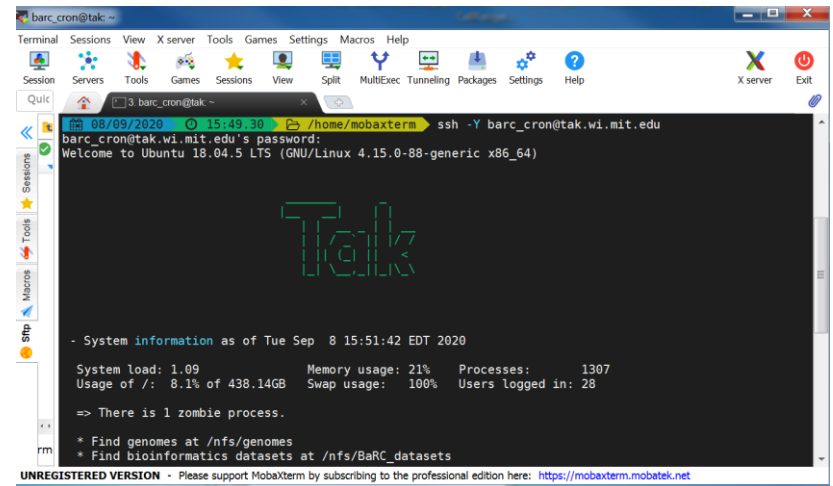 barc_cron@tak: ~
Terminal Sessions View X server Tools Games Settings Macros Help
Session Servers Tools Games Sessions View Split MultiExec Tunneling Packages Settings Help X server Exit
Quic
3. barc_cron@tak: ~
08/09/2020 15:49.30 /home/mobaxterm ssh -Y barc_cron@tak.wi.mit.edu
barc_cron@tak.wi.mit.edu's password:
Welcome to Ubuntu 18.04.5 LTS (GNU/Linux 4.15.0-88-generic x86_64)
Tak
- System information as of Tue Sep 8 15:51:42 EDT 2020
System load: 1.09 Memory usage: 21% Processes: 1307
Usage of /: 8.1% of 438.14GB Swap usage: 100% Users logged in: 28
=> There is 1 zombie process.
* Find genomes at /nfs/genomes
* Find bioinformatics datasets at /nfs/BaRC_datasets
Sessions
Tools
Macros
Sftp
rm
UNREGISTERED VERSION - Please support MobaXterm by subscribing to the professional edition here: https://mobaxterm.mobatek.net